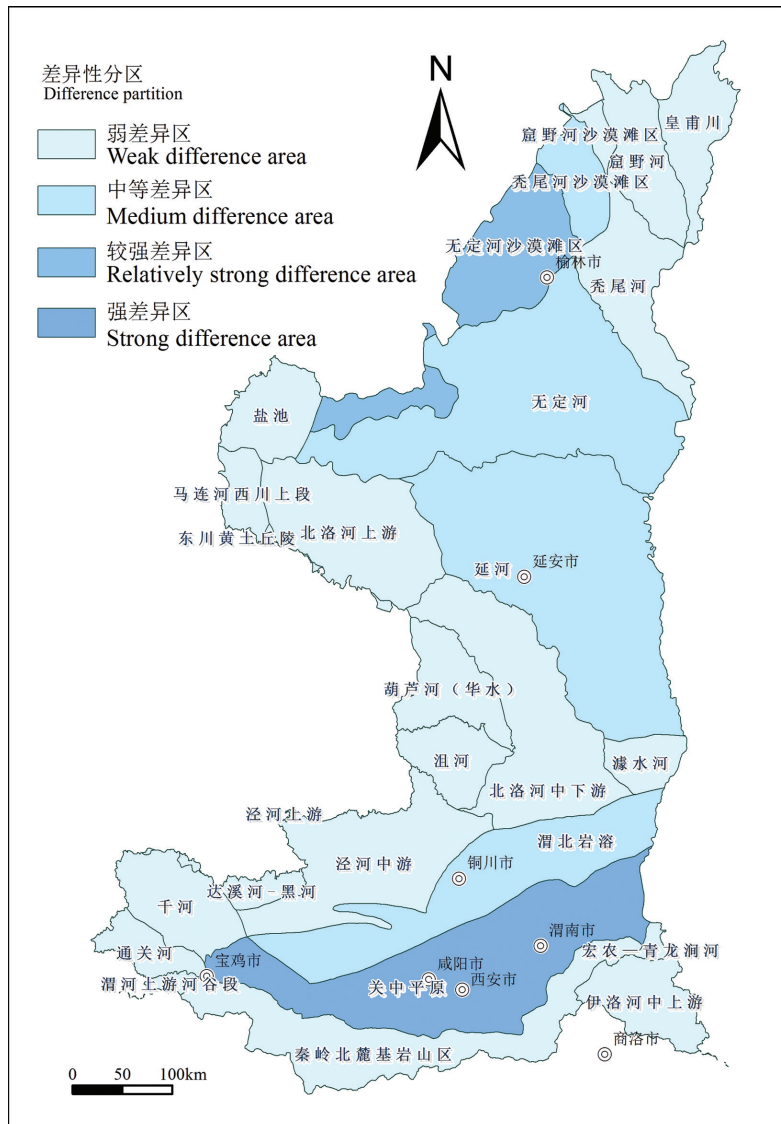 差异性分区
Difference partition
弱差异区
Weak difference area
中等差异区
Medium difference area
较强差异区
Relatively strong difference area
强差异区
Strong difference area
N
皇甫川
窟野河沙漠滩区
窟野河
秃尾河沙漠滩区
无定河沙漠滩区
榆林市
秃尾河
无定河
盐池
马连河西川上段
东川黄土丘陵
北洛河上游
延河
延安市
葫芦河（华水）
沮河
滹水河
北洛河中下游
泾河上游
渭北岩溶
泾河中游
铜川市
达溪河-黑河
千河
通关河
宝鸡市
渭南市
宏农—青龙涧河
渭河上游河谷段
咸阳市
关中平原
西安市
伊洛河中上游
秦岭北麓基岩山区
商洛市
0 50 100km